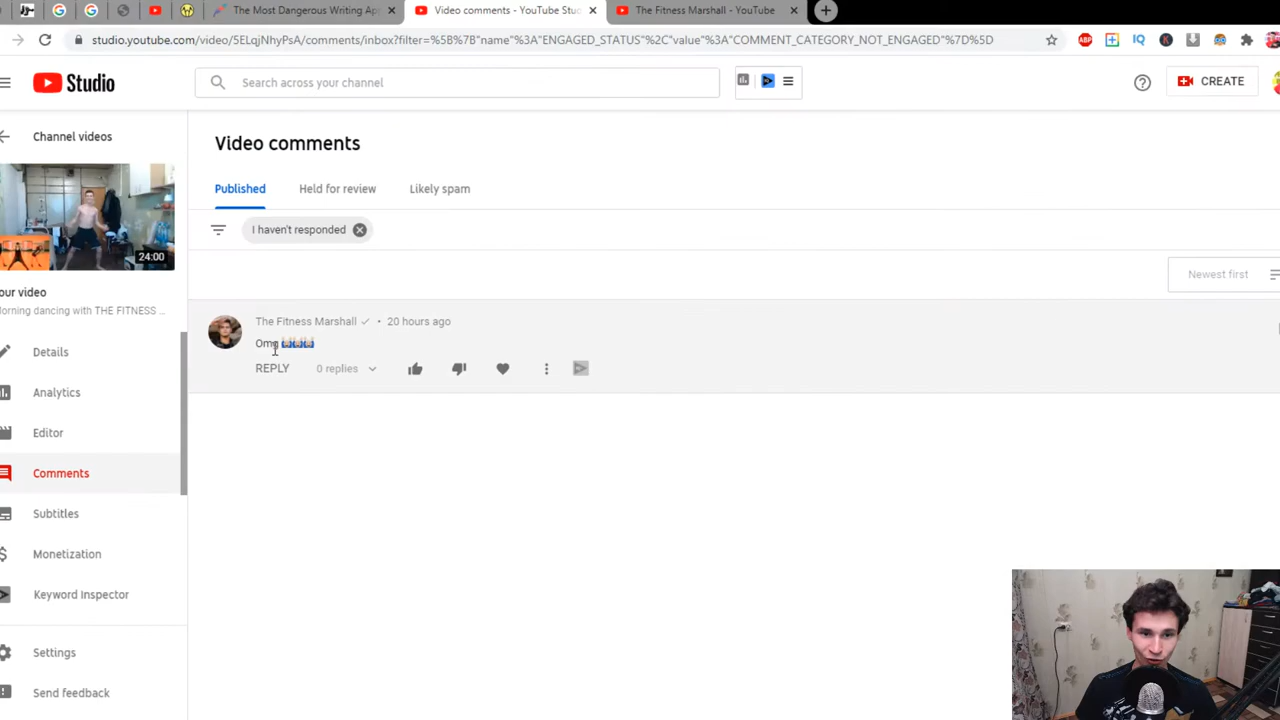 The Most Dangerous Writing Ap
Video comments - YouTube Stu
The Fitness Marshall - YouTube
studio.youtube.com/video/5ELqjNhyPsA/comments/inbox?filter=%5B%7B"name"%3A"ENGAGED_STATUS"%2C"value"%3A"COMMENT_CATEGORY_NOT_ENGAGED"%7D%5D
ABP
IQ
Studio
Search across your channel
CREATE
Channel videos
24:00
our video
orning dancing with THE FITNESS ...
Details
Analytics
Editor
Comments
Subtitles
Monetization
Keyword Inspector
Settings
Send feedback
Video comments
Published Held for review Likely spam
I haven't responded
Newest first
The Fitness Marshall • 20 hours ago
Omg 🙌🏻🙌🏻🙌🏻
REPLY 0 replies